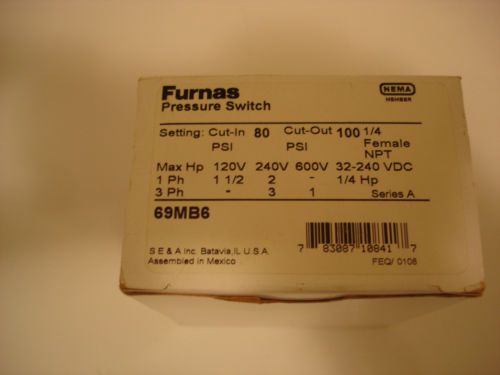 Furnas
Pressure Switch
NEMA
MEMBER
Setting: Cut-In 80 Cut-Out 100 1/4
PSI PSI Female
NPT
Max Hp 120V 240V 600V 32-240 VDC
1 Ph 1 1/2 2 - 1/4 Hp
3 Ph - 3 1 Series A
69MB6
S E & A Inc. Batavia, IL U.S.A.
Assembled in Mexico
7 83087 10841 7
FEQ/ 0106